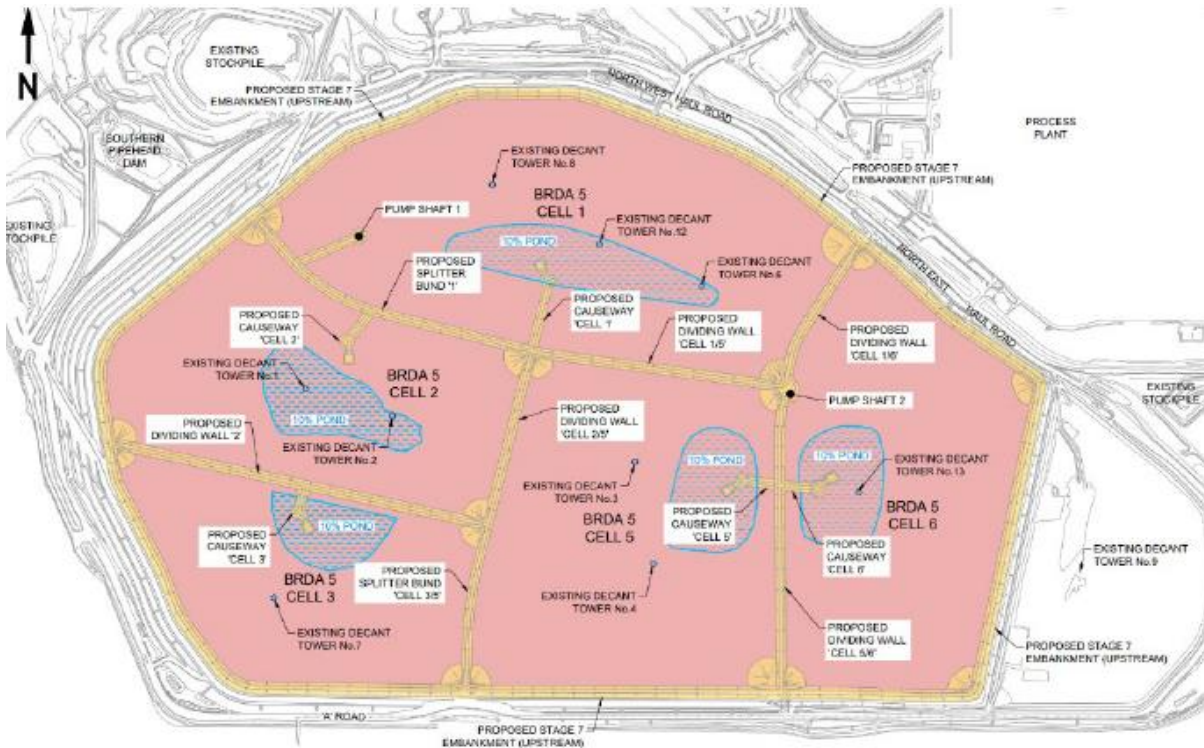 N
EXISTING
STOCKPILE
PROPOSED STAGE 7
EMBANKMENT (UPSTREAM)
NORTH WEST HAUL ROAD
PROCESS
PLANT
SOUTHERN
PIPEHEAD
DAM
EXISTING DECANT
TOWER No.8
PROPOSED STAGE 7
EMBANKMENT (UPSTREAM)
BRDA 5
CELL 1
EXISTING
STOCKPILE
PUMP SHAFT 1
EXISTING DECANT
TOWER No.12
10% POND
PROPOSED
SPLITTER
BUND '1'
EXISTING DECANT
TOWER No.6
NORTH EAST HAUL ROAD
PROPOSED
CAUSEWAY
'CELL 2'
PROPOSED
CAUSEWAY
'CELL 1'
PROPOSED
DIVIDING WALL
'CELL 1/5'
PROPOSED
DIVIDING WALL
'CELL 1/6'
EXISTING DECANT
TOWER No.1
BRDA 5
CELL 2
EXISTING
STOCKPILE
PUMP SHAFT 2
10% POND
PROPOSED
DIVIDING WALL '2'
PROPOSED
DIVIDING WALL
'CELL 2/5'
EXISTING DECANT
TOWER No.2
10% POND
10% POND
EXISTING DECANT
TOWER No.13
EXISTING DECANT
TOWER No.3
BRDA 5
CELL 5
PROPOSED
CAUSEWAY
'CELL 5'
BRDA 5
CELL 6
10% POND
PROPOSED
CAUSEWAY
'CELL 3'
PROPOSED
CAUSEWAY
'CELL 6'
EXISTING DECANT
TOWER No.9
BRDA 5
CELL 3
PROPOSED
SPLITTER BUND
'CELL 3/5'
EXISTING DECANT
TOWER No.4
EXISTING DECANT
TOWER No.7
PROPOSED
DIVIDING WALL
'CELL 5/6'
PROPOSED STAGE 7
EMBANKMENT (UPSTREAM)
'A' ROAD
PROPOSED STAGE 7
EMBANKMENT (UPSTREAM)